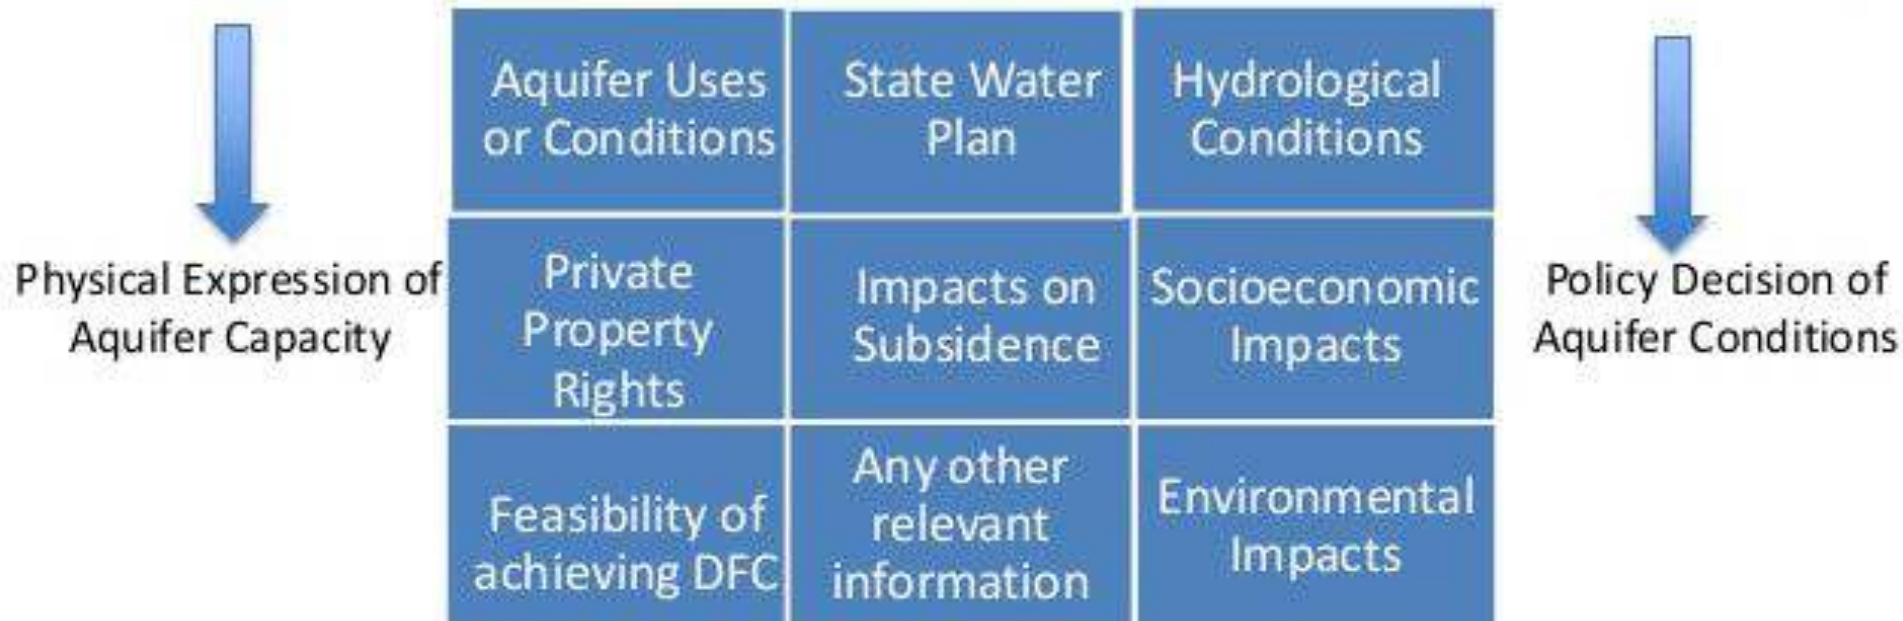 Physical Expression of
Aquifer Capacity
Aquifer Uses
or Conditions
State Water
Plan
Hydrological
Conditions
Private
Property
Rights
Impacts on
Subsidence
Socioeconomic
Impacts
Feasibility of
achieving DFC
Any other
relevant
information
Environmental
Impacts
Policy Decision of
Aquifer Conditions